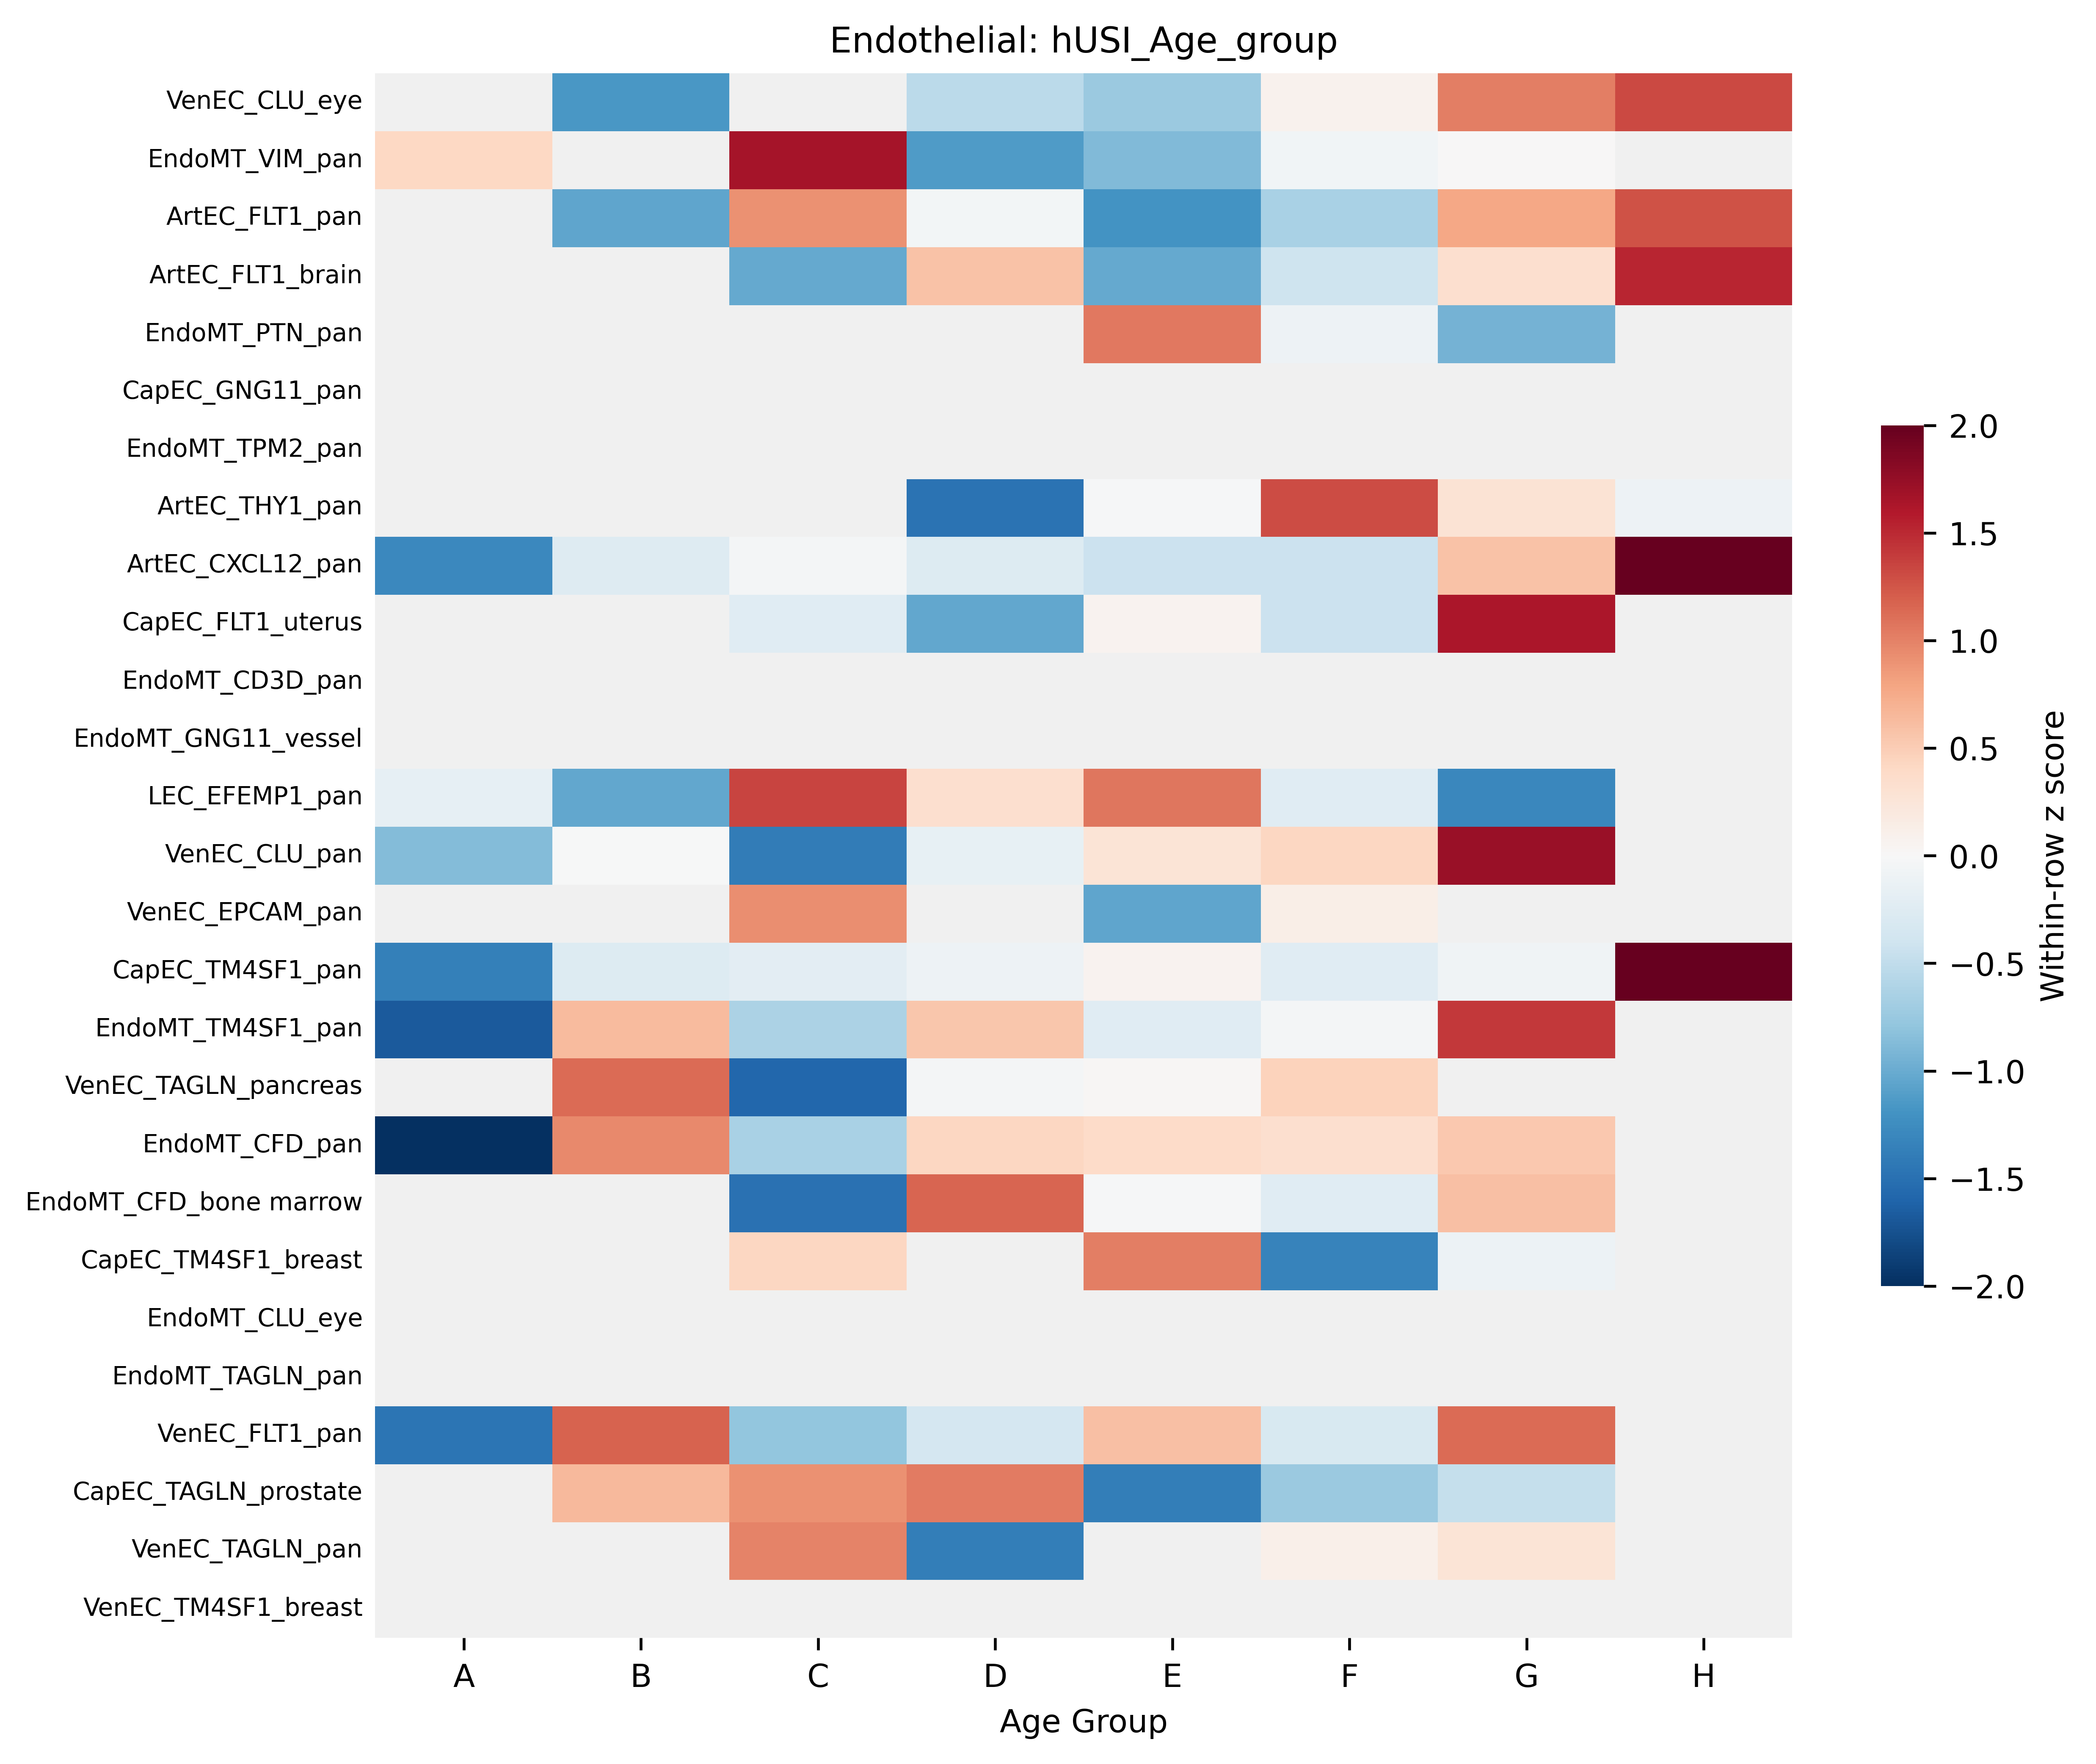 Endothelial: hUSI_Age_group
VenEC_CLU_eye
EndoMT_VIM_pan
ArtEC_FLT1_pan
ArtEC_FLT1_brain
EndoMT_PTN_pan
CapEC_GNG11_pan
EndoMT_TPM2_pan
ArtEC_THY1_pan
ArtEC_CXCL12_pan
CapEC_FLT1_uterus
EndoMT_CD3D_pan
EndoMT_GNG11_vessel
LEC_EFEMP1_pan
VenEC_CLU_pan
VenEC_EPCAM_pan
CapEC_TM4SF1_pan
EndoMT_TM4SF1_pan
VenEC_TAGLN_pancreas
EndoMT_CFD_pan
EndoMT_CFD_bone marrow
CapEC_TM4SF1_breast
EndoMT_CLU_eye
EndoMT_TAGLN_pan
VenEC_FLT1_pan
CapEC_TAGLN_prostate
VenEC_TAGLN_pan
VenEC_TM4SF1_breast
A B C D E F G H
Age Group
2.0
1.5
1.0
0.5
0.0
−0.5
−1.0
−1.5
−2.0
Within-row z score